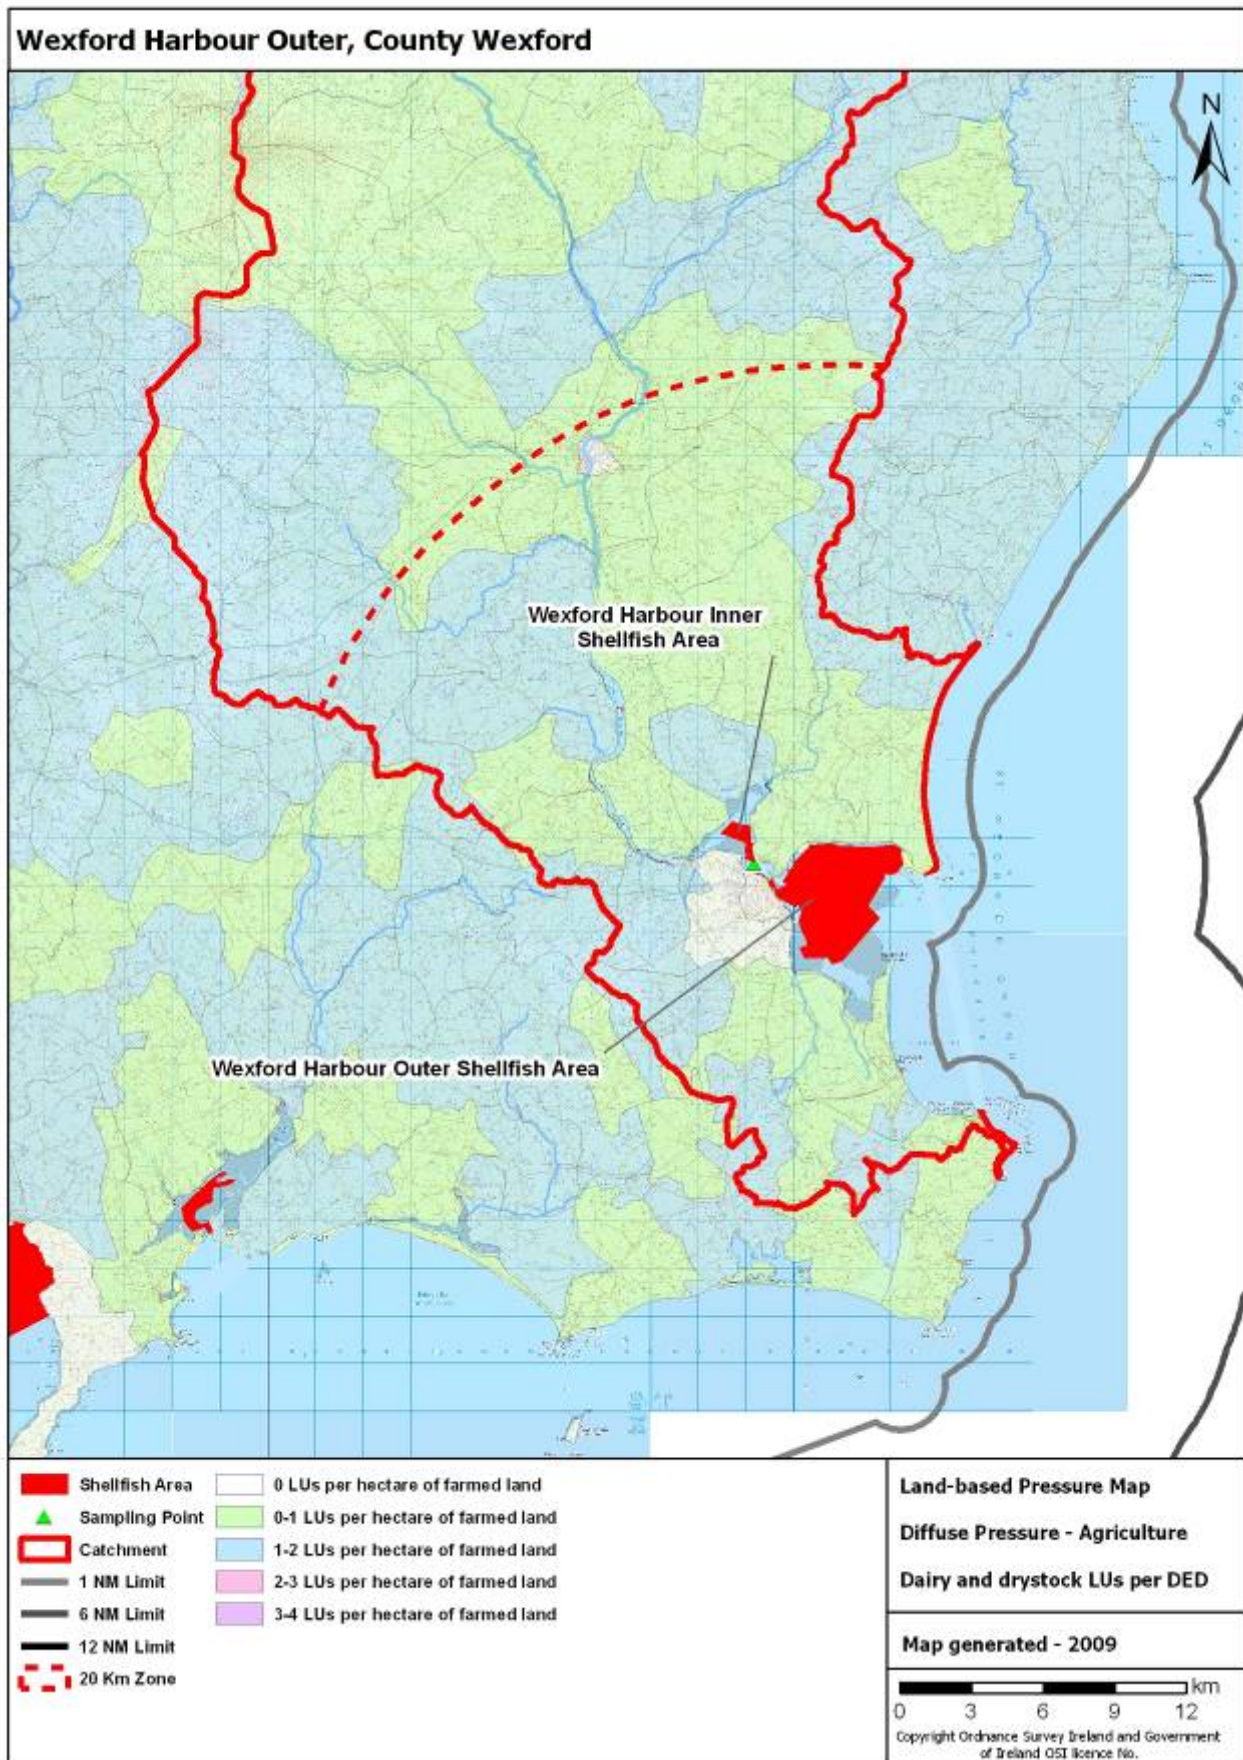 Wexford Harbour Outer, County Wexford
N
Wexford Harbour Inner
Shellfish Area
Wexford Harbour Outer Shellfish Area
Shellfish Area
Sampling Point
Catchment
1 NM Limit
6 NM Limit
12 NM Limit
20 Km Zone
0 LUs per hectare of farmed land
0-1 LUs per hectare of farmed land
1-2 LUs per hectare of farmed land
2-3 LUs per hectare of farmed land
3-4 LUs per hectare of farmed land
Land-based Pressure Map
Diffuse Pressure - Agriculture
Dairy and drystock LUs per DED
Map generated - 2009
km
0 3 6 9 12
Copyright Ordnance Survey Ireland and Government
of Ireland OSI licence No.